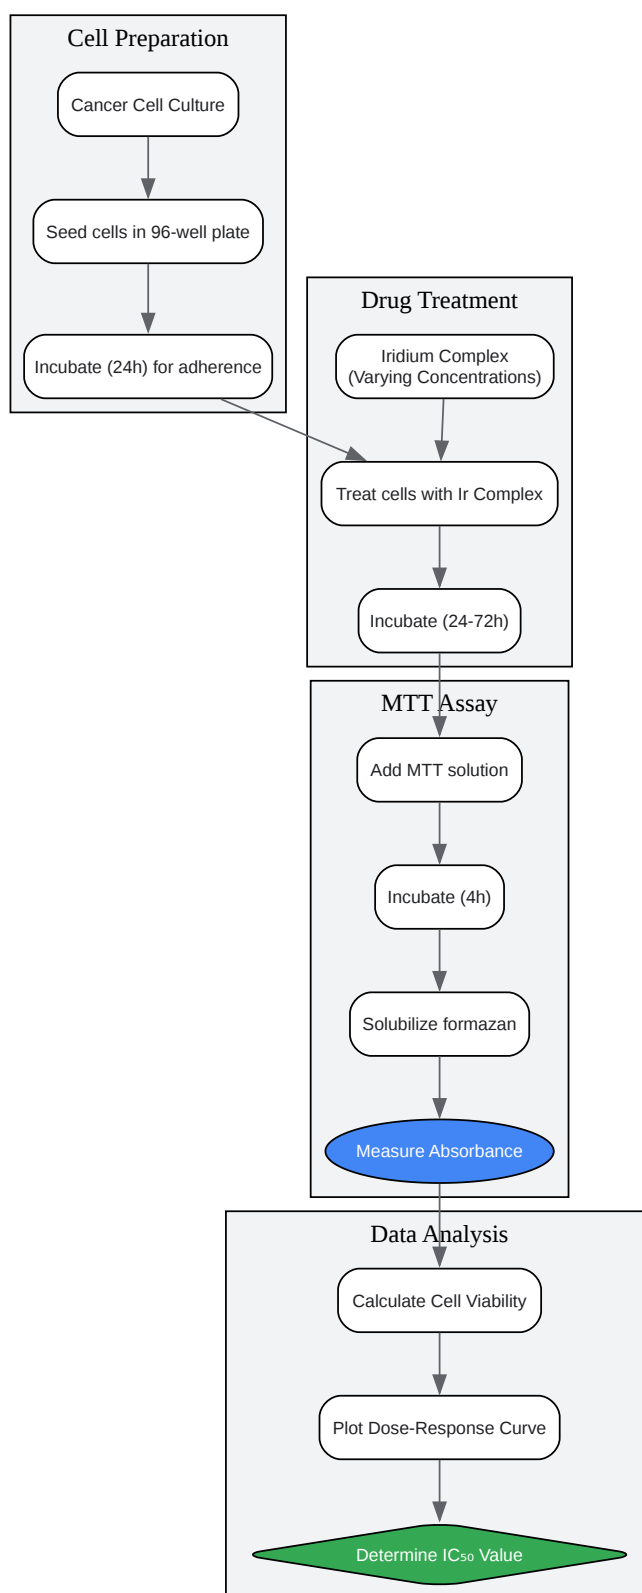 Cell Preparation
Cancer Cell Culture
Seed cells in 96-well plate
Incubate (24h) for adherence
Drug Treatment
Iridium Complex
(Varying Concentrations)
Treat cells with Ir Complex
Incubate (24-72h)
MTT Assay
Add MTT solution
Incubate (4h)
Solubilize formazan
Measure Absorbance
Data Analysis
Calculate Cell Viability
Plot Dose-Response Curve
Determine IC₅₀ Value